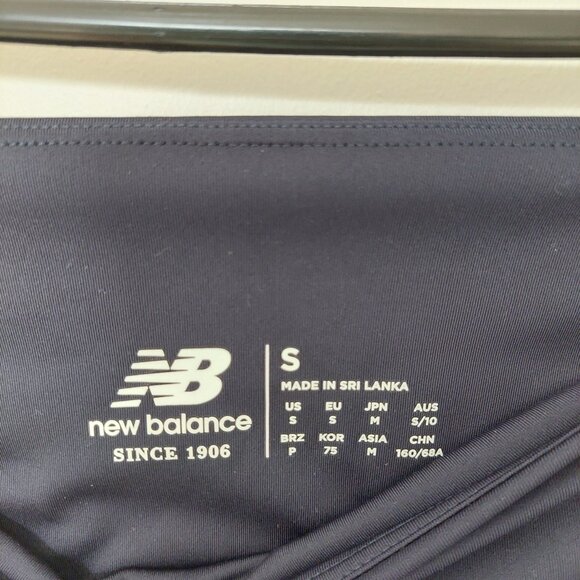 NB
new balance
SINCE 1906
S
MADE IN SRI LANKA
US EU JPN AUS
S S M S/10
BRZ KOR ASIA CHN
P 75 M 160/68A